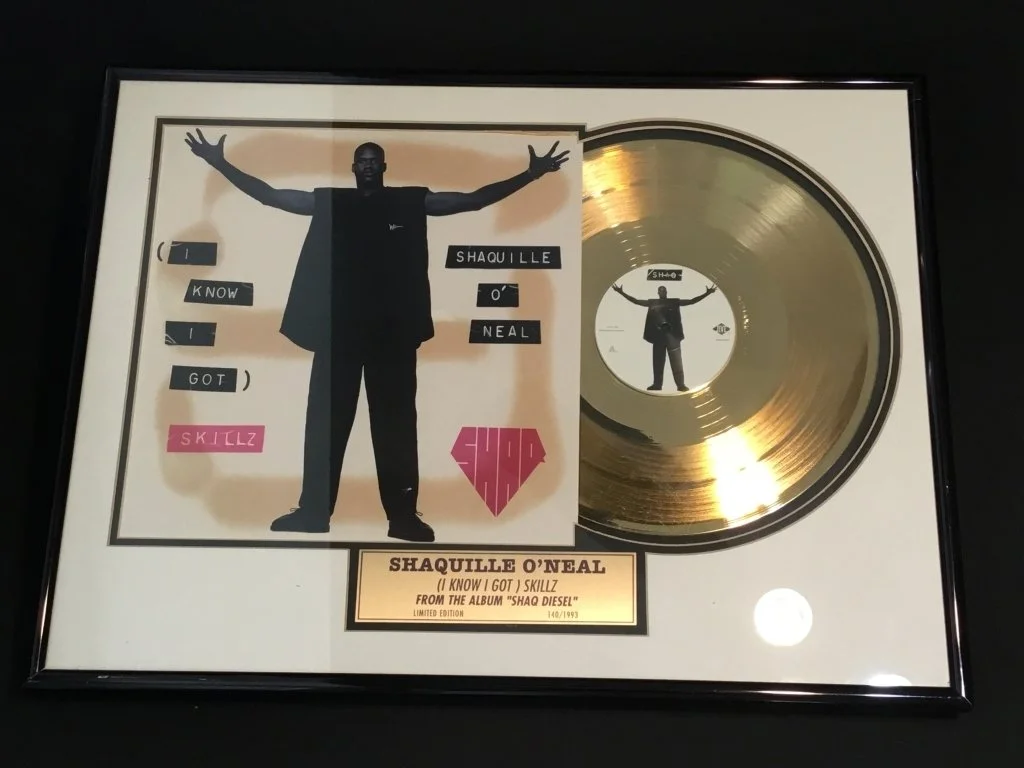 ( I
KNOW
I
GOT )
SKILLZ
SHAQUILLE
O'
NEAL
SHAQ
SHAQ
SHAQUILLE O'NEAL
(I KNOW I GOT ) SKILLZ
FROM THE ALBUM "SHAQ DIESEL"
LIMITED EDITION 140/1993